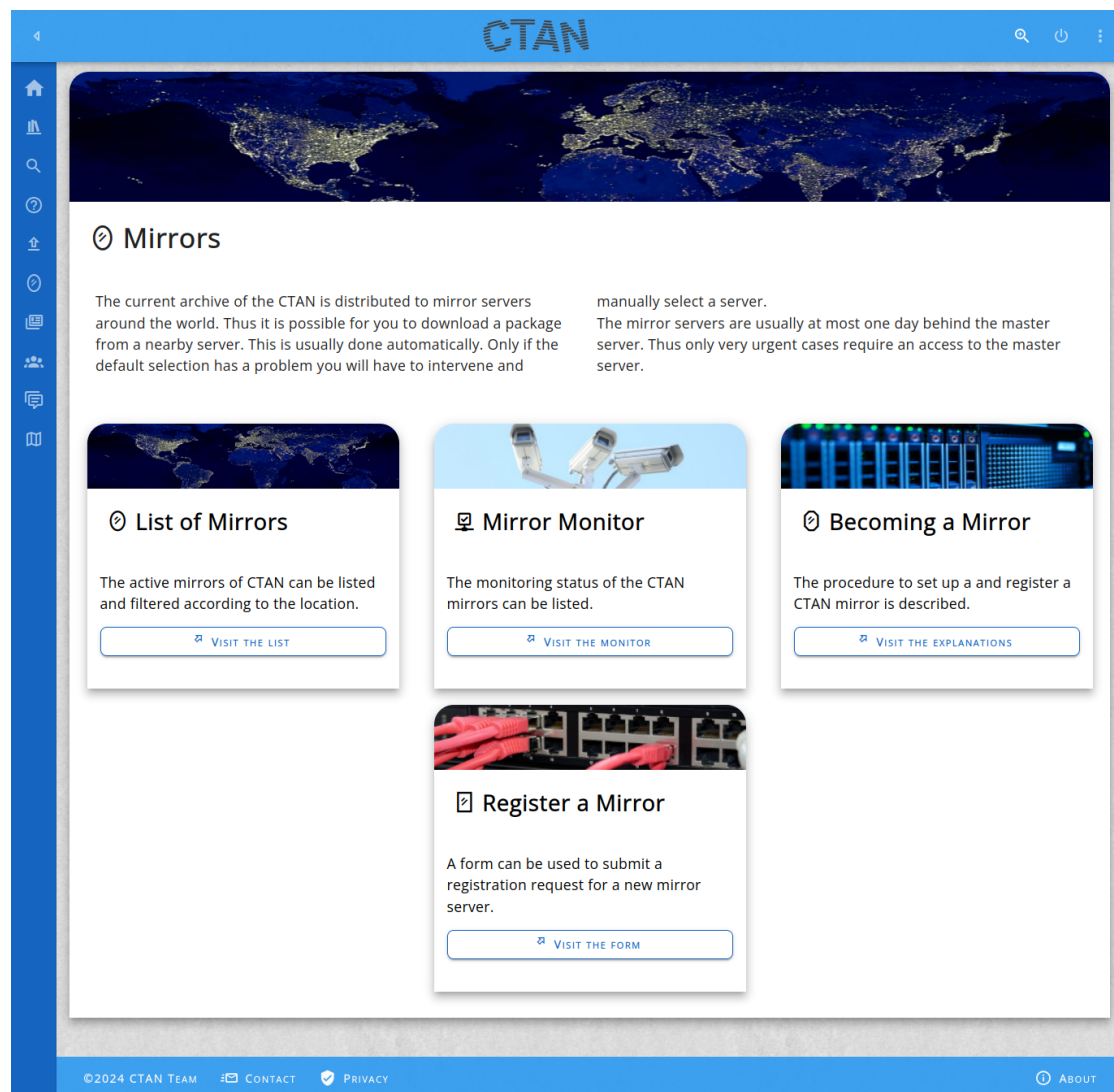 CTAN
Mirrors
The current archive of the CTAN is distributed to mirror servers
around the world. Thus it is possible for you to download a package
from a nearby server. This is usually done automatically. Only if the
default selection has a problem you will have to intervene and
manually select a server.
The mirror servers are usually at most one day behind the master
server. Thus only very urgent cases require an access to the master
server.
List of Mirrors
The active mirrors of CTAN can be listed
and filtered according to the location.
Visit the list
Mirror Monitor
The monitoring status of the CTAN
mirrors can be listed.
Visit the monitor
Becoming a Mirror
The procedure to set up a and register a
CTAN mirror is described.
Visit the explanations
Register a Mirror
A form can be used to submit a
registration request for a new mirror
server.
Visit the form
©2024 CTAN Team Contact Privacy About